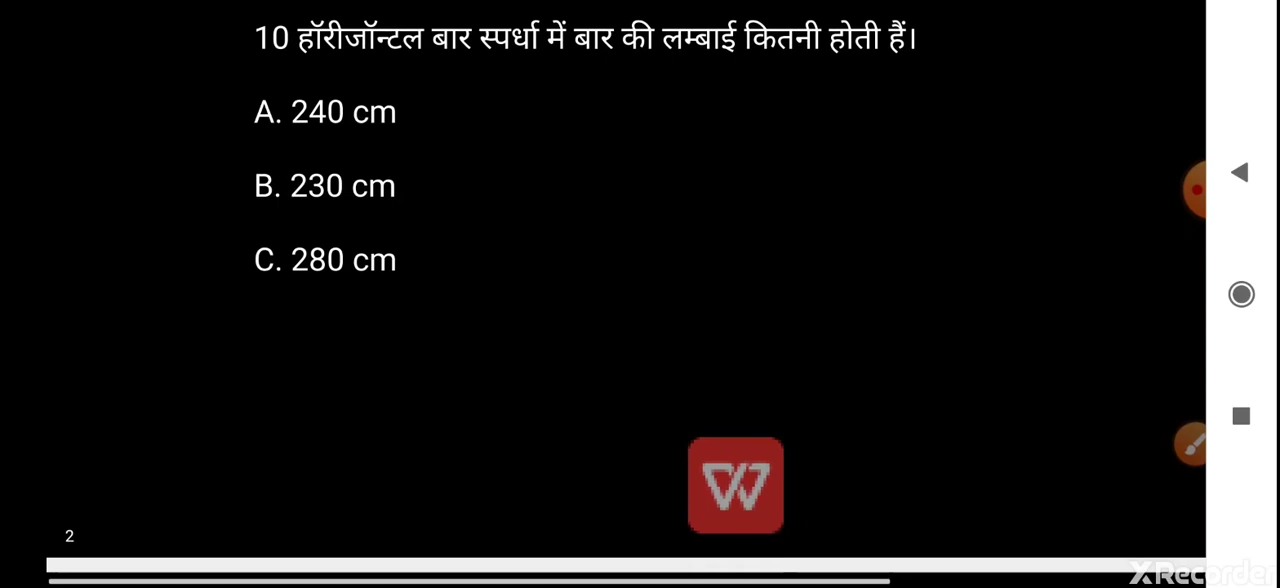 10 हॉरीजॉन्टल बार स्पर्धा में बार की लम्बाई कितनी होती हैं।
A. 240 cm
B. 230 cm
C. 280 cm
W
2
XRecorder